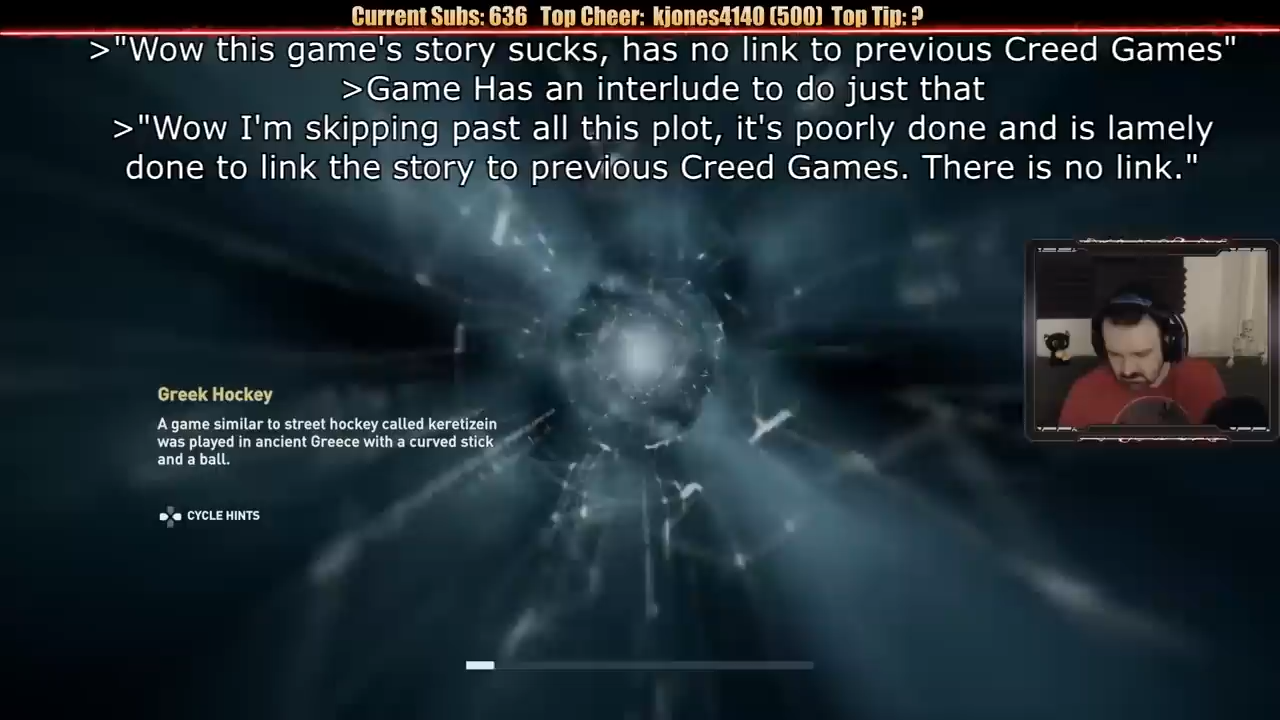 Current Subs: 636 Top Cheer: kjones4140 (500) Top Tip: ?
>"Wow this game's story sucks, has no link to previous Creed Games"
>Game Has an interlude to do just that
>"Wow I'm skipping past all this plot, it's poorly done and is lamely
done to link the story to previous Creed Games. There is no link."
Greek Hockey
A game similar to street hockey called keretizein
was played in ancient Greece with a curved stick
and a ball.
CYCLE HINTS